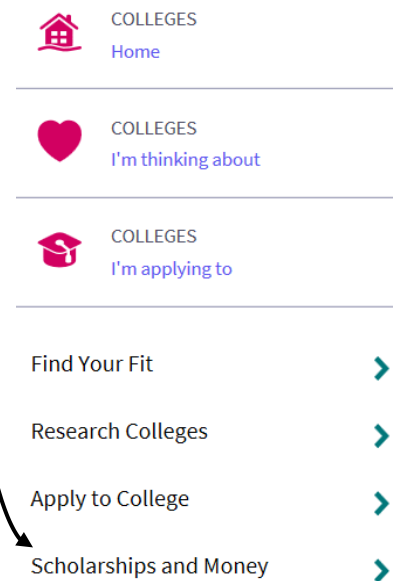 COLLEGES
Home
COLLEGES
I'm thinking about
COLLEGES
I'm applying to
Find Your Fit
Research Colleges
Apply to College
Scholarships and Money